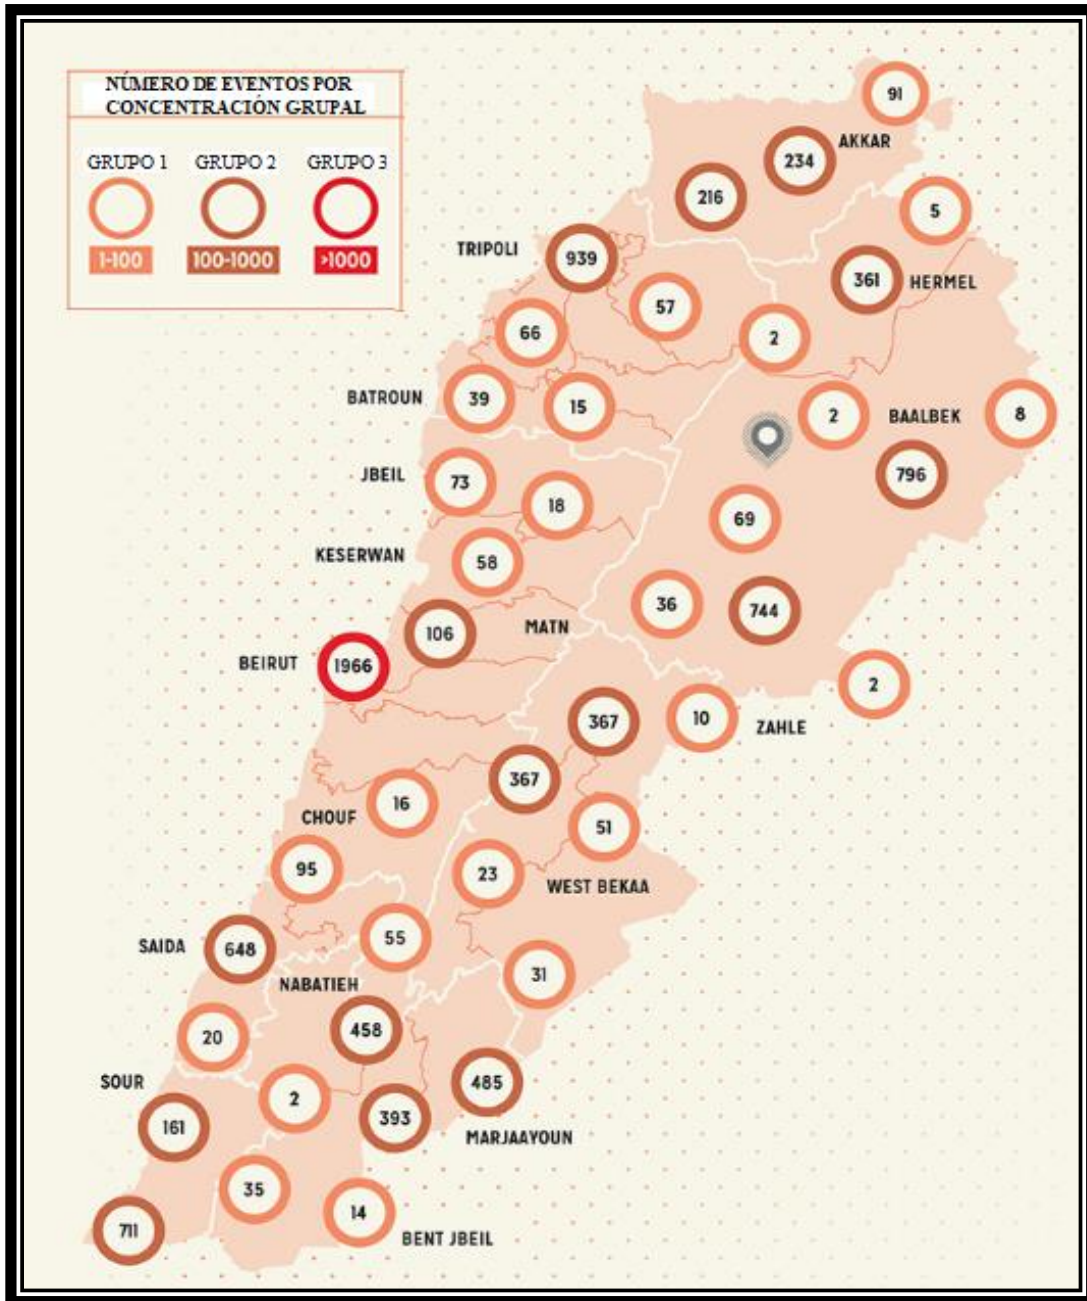 NÚMERO DE EVENTOS POR
CONCENTRACIÓN GRUPAL
GRUPO 1 GRUPO 2 GRUPO 3
1-100 100-1000 >1000
91
AKKAR
234
216
5
TRIPOLI
939
361
HERMEL
57
66
2
BATROUN
39
15
2
BAALBEK
8
JBEIL
73
796
18
69
KESERWAN
58
36
744
106
MATN
BEIRUT
1966
2
367
10
ZAHLE
367
16
CHOUF
51
95
23
WEST BEKAA
SAIDA
648
55
NABATIEH
31
20
458
SOUR
485
2
161
393
MARJAAYOUN
35
14
711
BENT JBEIL